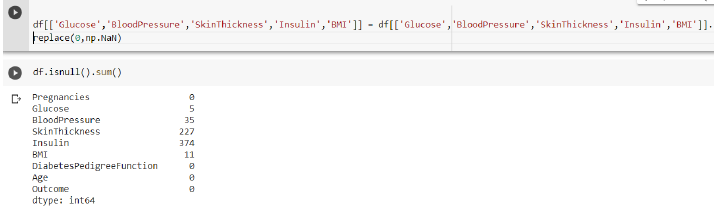 df[['Glucose','BloodPressure','SkinThickness','Insulin','BMI']] = df[['Glucose','BloodPressure','SkinThickness','Insulin','BMI']].
replace(0,np.NaN)
df.isnull().sum()
Pregnancies 0
Glucose 5
BloodPressure 35
SkinThickness 227
Insulin 374
BMI 11
DiabetesPedigreeFunction 0
Age 0
Outcome 0
dtype: int64